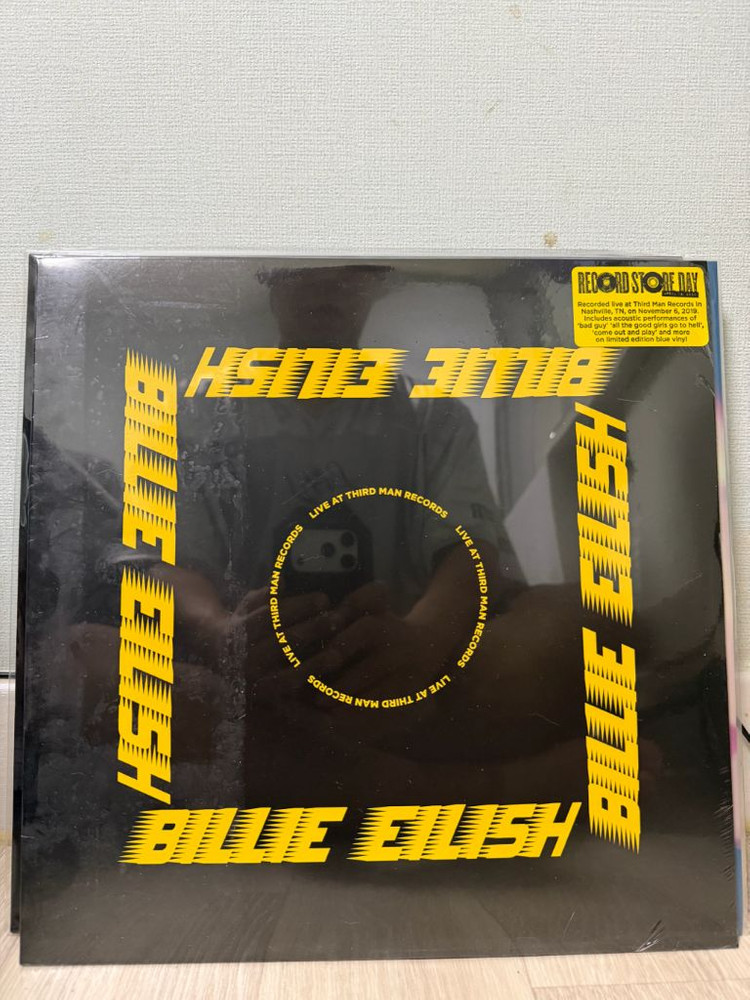 RECORD STORE DAY
Recorded live at Third Man Records in
Nashville, TN, on November 6, 2019.
Includes acoustic performances of
'bad guy' 'all the good girls go to hell',
'come out and play' and more
on limited edition blue vinyl
BILLIE EILISH
BILLIE EILISH
BILLIE EILISH
BILLIE EILISH
LIVE AT THIRD MAN RECORDS
LIVE AT THIRD MAN RECORDS
LIVE AT THIRD MAN RECORDS
LIVE AT THIRD MAN RECORDS